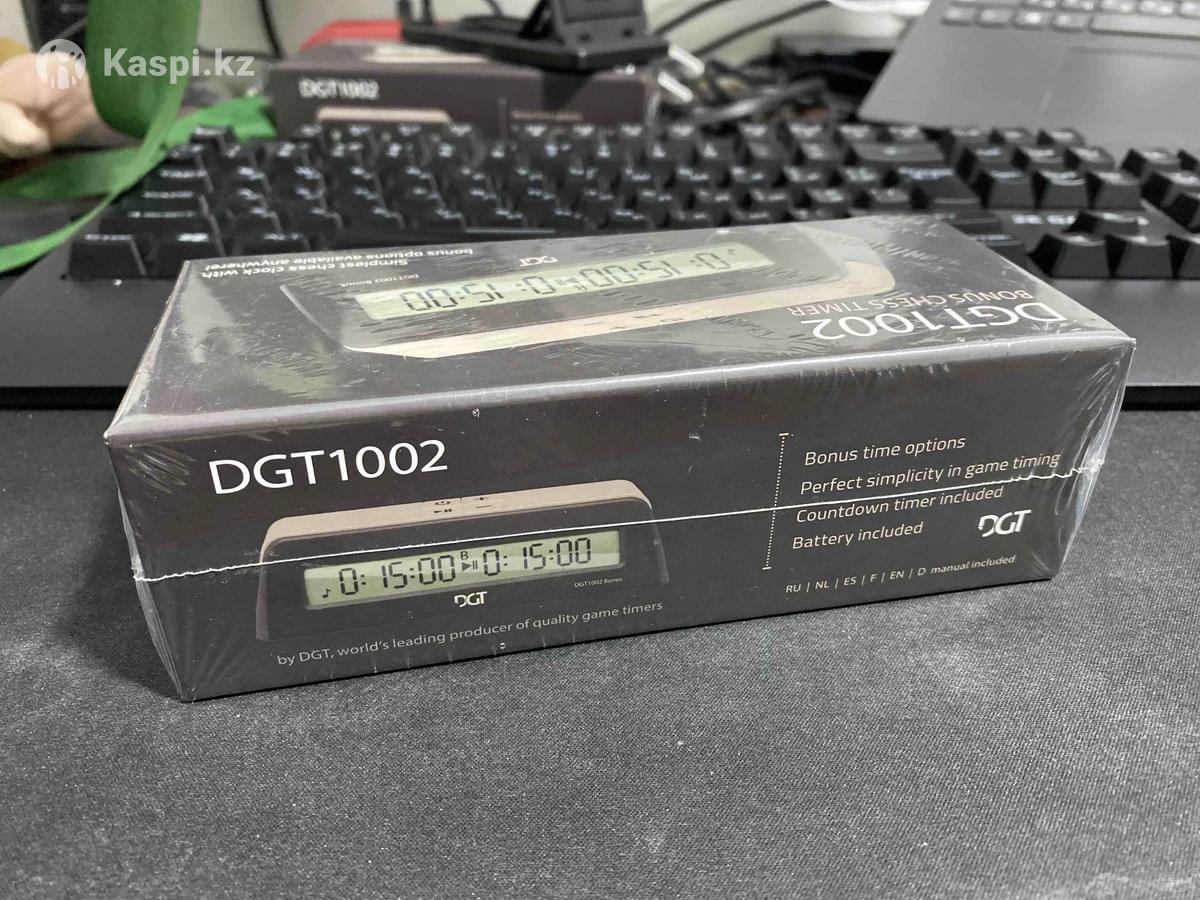 Kaspi.kz
DGT1002
Simplest chess clock with
bonus options available anywhere!
DGT
DGT1002 Bonus
0: 15:00 B 0: 15:00
DGT1002
BONUS CHESS TIMER
DGT1002
0: 15:00 B 0: 15:00
DGT1002 Bonus
DGT
by DGT, world's leading producer of quality game timers
Bonus time options
Perfect simplicity in game timing
Countdown timer included
Battery included
DGT
RU | NL | ES | F | EN | D manual included